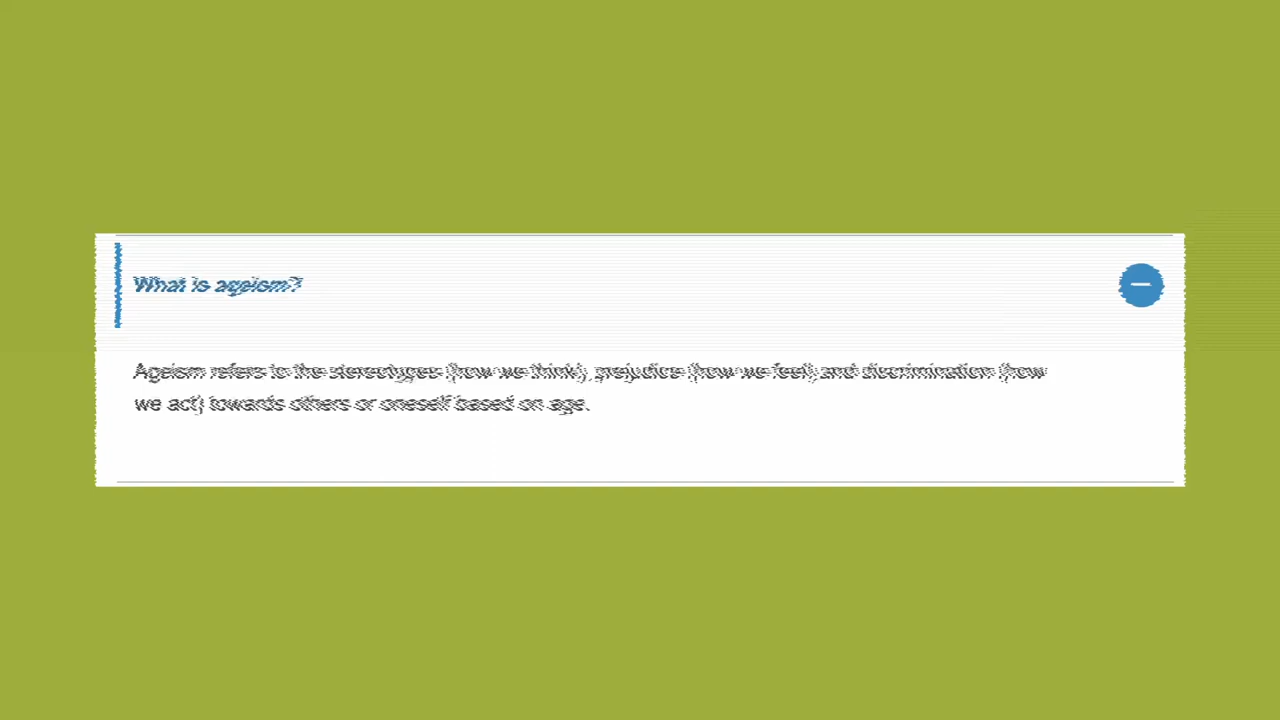 What is ageism?
Ageism refers to the stereotypes (how we think), prejudice (how we feel) and discrimination (how
we act) towards others or oneself based on age.